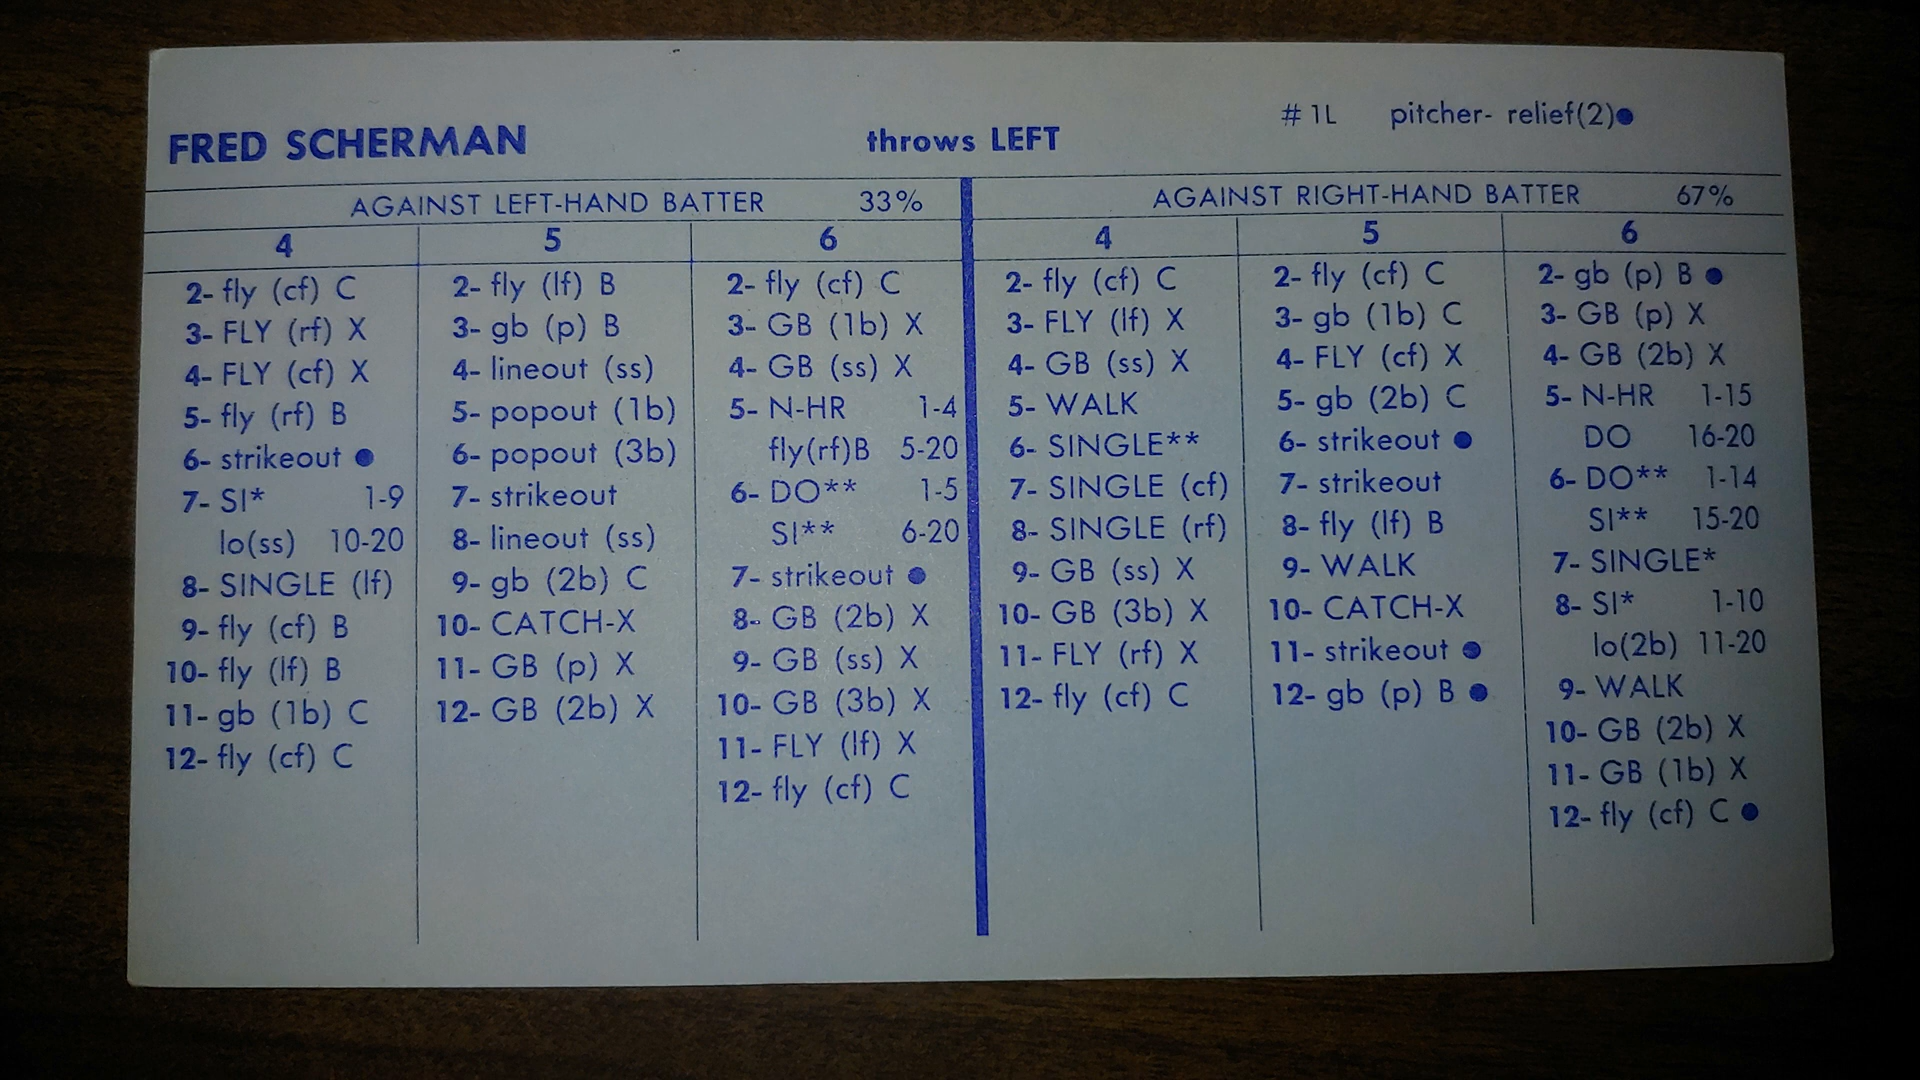 # 1L pitcher- relief(2)●
FRED SCHERMAN throws LEFT
AGAINST LEFT-HAND BATTER 33%
4 5 6
2- fly (cf) C
3- FLY (rf) X
4- FLY (cf) X
5- fly (rf) B
6- strikeout ●
7- SI* 1-9
lo(ss) 10-20
8- SINGLE (lf)
9- fly (cf) B
10- fly (lf) B
11- gb (1b) C
12- fly (cf) C
2- fly (lf) B
3- gb (p) B
4- lineout (ss)
5- popout (1b)
6- popout (3b)
7- strikeout
8- lineout (ss)
9- gb (2b) C
10- CATCH-X
11- GB (p) X
12- GB (2b) X
2- fly (cf) C
3- GB (1b) X
4- GB (ss) X
5- N-HR 1-4
fly(rf)B 5-20
6- DO** 1-5
SI** 6-20
7- strikeout ●
8- GB (2b) X
9- GB (ss) X
10- GB (3b) X
11- FLY (lf) X
12- fly (cf) C
AGAINST RIGHT-HAND BATTER 67%
4 5 6
2- fly (cf) C
3- FLY (lf) X
4- GB (ss) X
5- WALK
6- SINGLE**
7- SINGLE (cf)
8- SINGLE (rf)
9- GB (ss) X
10- GB (3b) X
11- FLY (rf) X
12- fly (cf) C
2- fly (cf) C
3- gb (1b) C
4- FLY (cf) X
5- gb (2b) C
6- strikeout ●
7- strikeout
8- fly (lf) B
9- WALK
10- CATCH-X
11- strikeout ●
12- gb (p) B ●
2- gb (p) B ●
3- GB (p) X
4- GB (2b) X
5- N-HR 1-15
DO 16-20
6- DO** 1-14
SI** 15-20
7- SINGLE*
8- SI* 1-10
lo(2b) 11-20
9- WALK
10- GB (2b) X
11- GB (1b) X
12- fly (cf) C ●